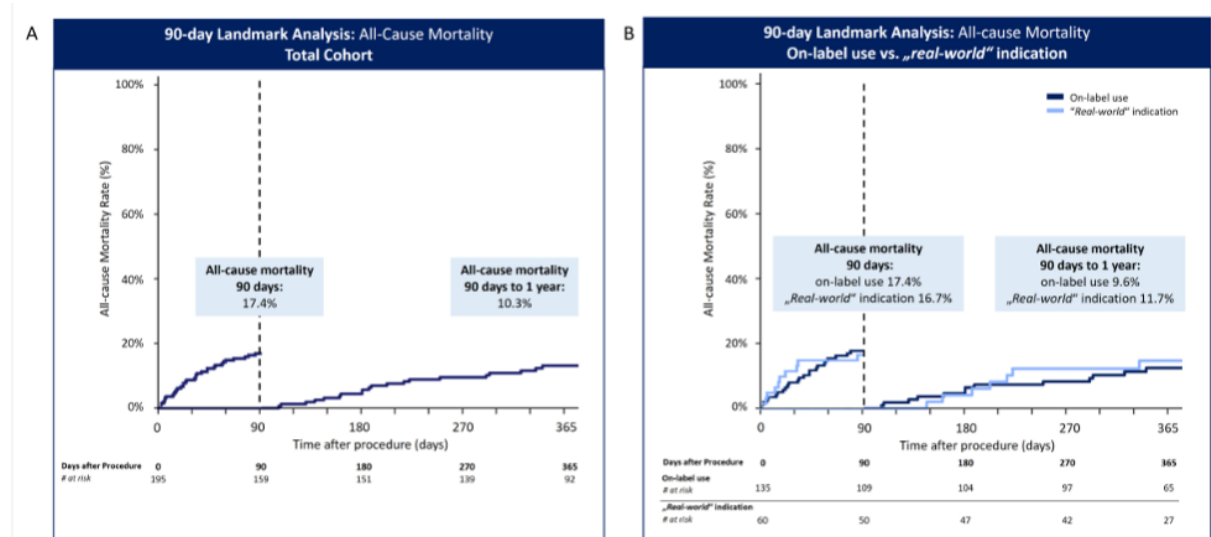 A
90-day Landmark Analysis: All-Cause Mortality
Total Cohort
All-cause Mortality Rate (%)
100%
80%
60%
40%
20%
0%
All-cause mortality
90 days:
17.4%
All-cause mortality
90 days to 1 year:
10.3%
0 90 180 270 365
Time after procedure (days)
Days after Procedure 0 90 180 270 365
# at risk 195 159 151 139 92
B
90-day Landmark Analysis: All-cause Mortality
On-label use vs. „real-world“ indication
On-label use
"Real-world" indication
All-cause Mortality Rate (%)
100%
80%
60%
40%
20%
0%
All-cause mortality
90 days:
on-label use 17.4%
„Real-world“ indication 16.7%
All-cause mortality
90 days to 1 year:
on-label use 9.6%
„Real-world“ indication 11.7%
0 90 180 270 365
Time after procedure (days)
Days after Procedure 0 90 180 270 365
On-label use
# at risk 135 109 104 97 65
„Real-world“ indication
# at risk 60 50 47 42 27